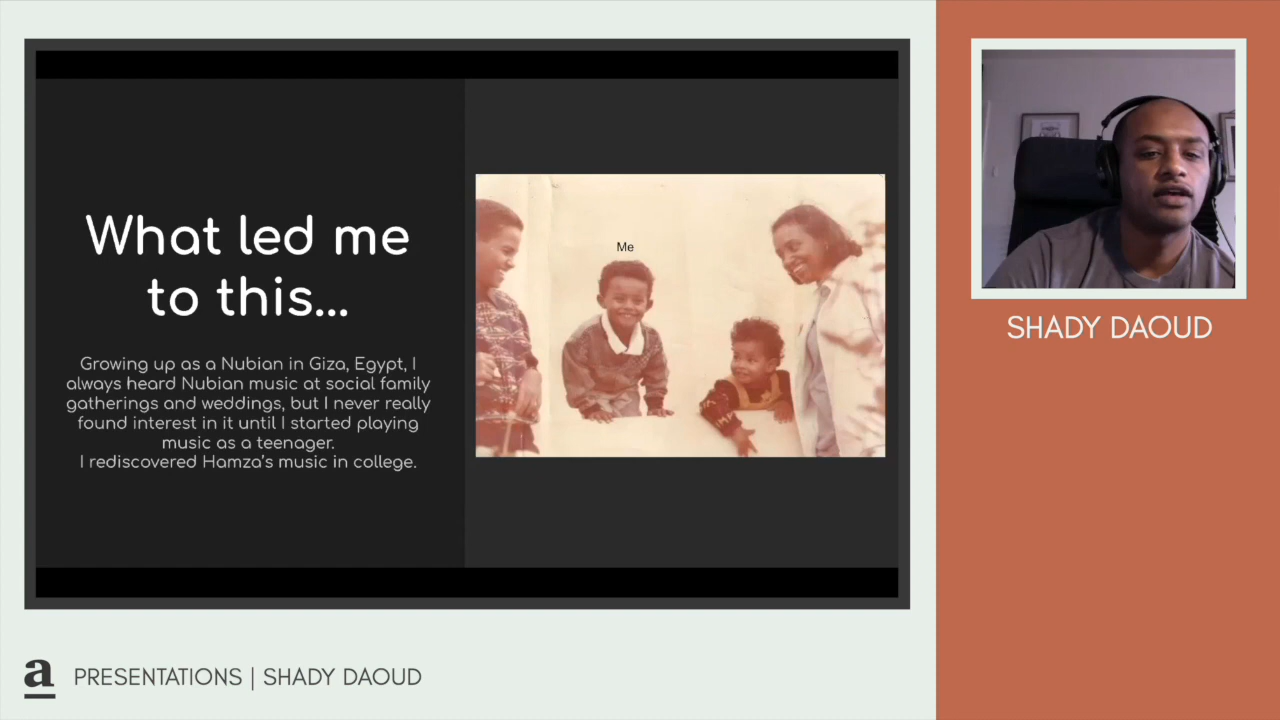 What led me
to this...
Growing up as a Nubian in Giza, Egypt, I
always heard Nubian music at social family
gatherings and weddings, but I never really
found interest in it until I started playing
music as a teenager.
I rediscovered Hamza's music in college.
Me
SHADY DAOUD
a PRESENTATIONS | SHADY DAOUD